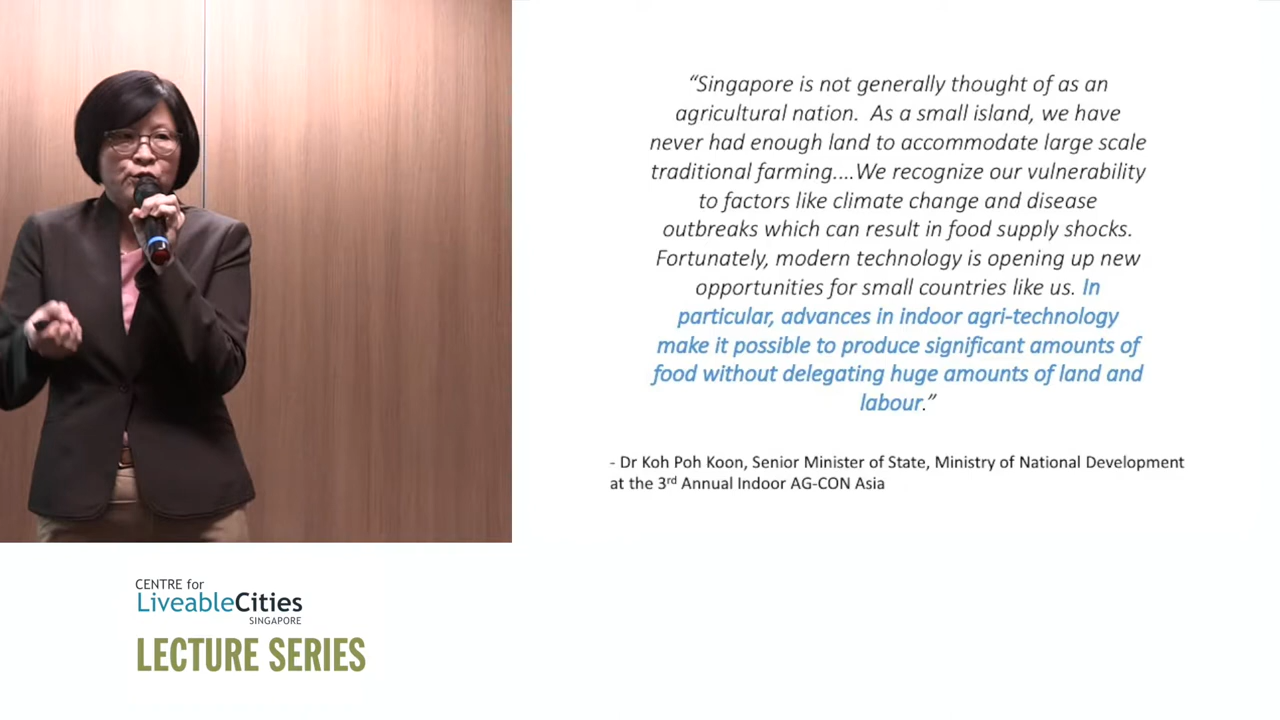 “Singapore is not generally thought of as an
agricultural nation.  As a small island, we have
never had enough land to accommodate large scale
traditional farming....We recognize our vulnerability
to factors like climate change and disease
outbreaks which can result in food supply shocks.
Fortunately, modern technology is opening up new
opportunities for small countries like us. In
particular, advances in indoor agri-technology
make it possible to produce significant amounts of
food without delegating huge amounts of land and
labour.”
- Dr Koh Poh Koon, Senior Minister of State, Ministry of National Development
at the 3rd Annual Indoor AG-CON Asia
CENTRE for
LiveableCities
SINGAPORE
LECTURE SERIES